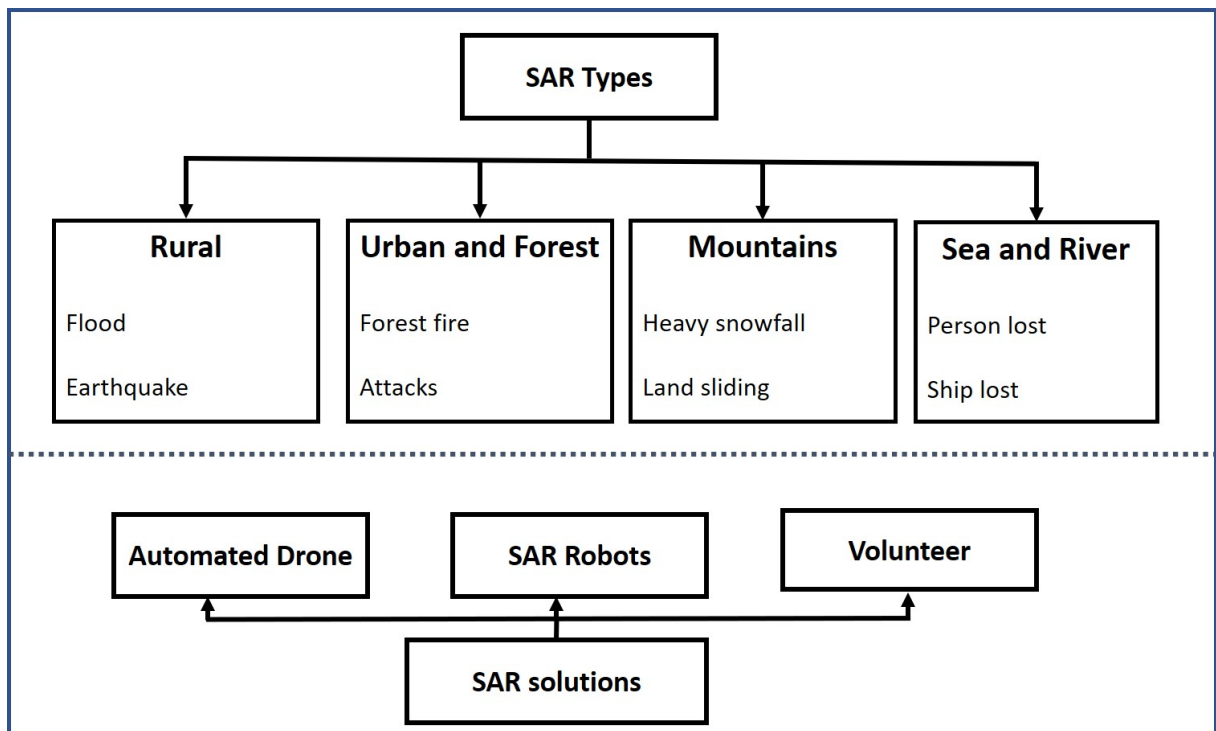 SAR Types
Rural
Flood
Earthquake
Urban and Forest
Forest fire
Attacks
Mountains
Heavy snowfall
Land sliding
Sea and River
Person lost
Ship lost
Automated Drone
SAR Robots
Volunteer
SAR solutions